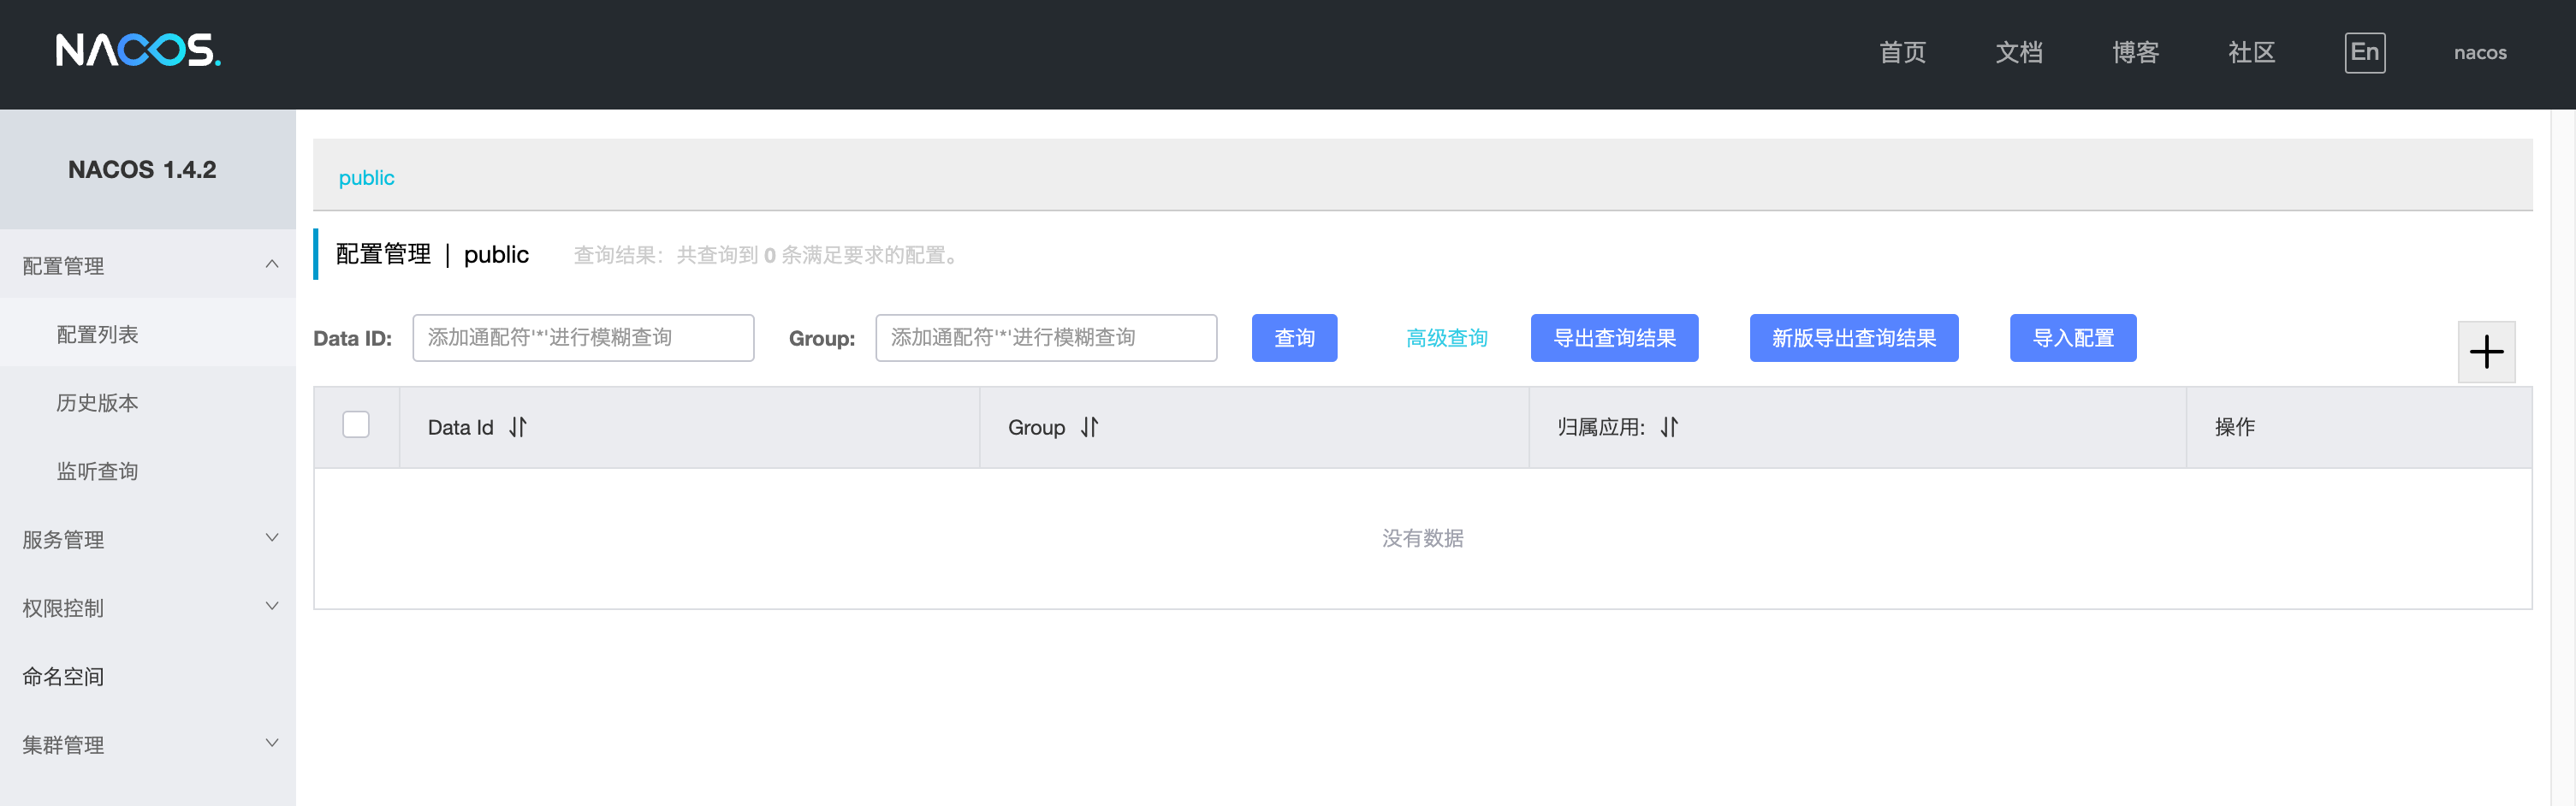 NACOS.
首页 文档 博客 社区 En nacos
NACOS 1.4.2
配置管理
配置列表
历史版本
监听查询
服务管理
权限控制
命名空间
集群管理
public
配置管理 | public 查询结果：共查询到 0 条满足要求的配置。
Data ID: 添加通配符'*'进行模糊查询 Group: 添加通配符'*'进行模糊查询 查询 高级查询 导出查询结果 新版导出查询结果 导入配置
Data Id Group 归属应用: 操作
没有数据